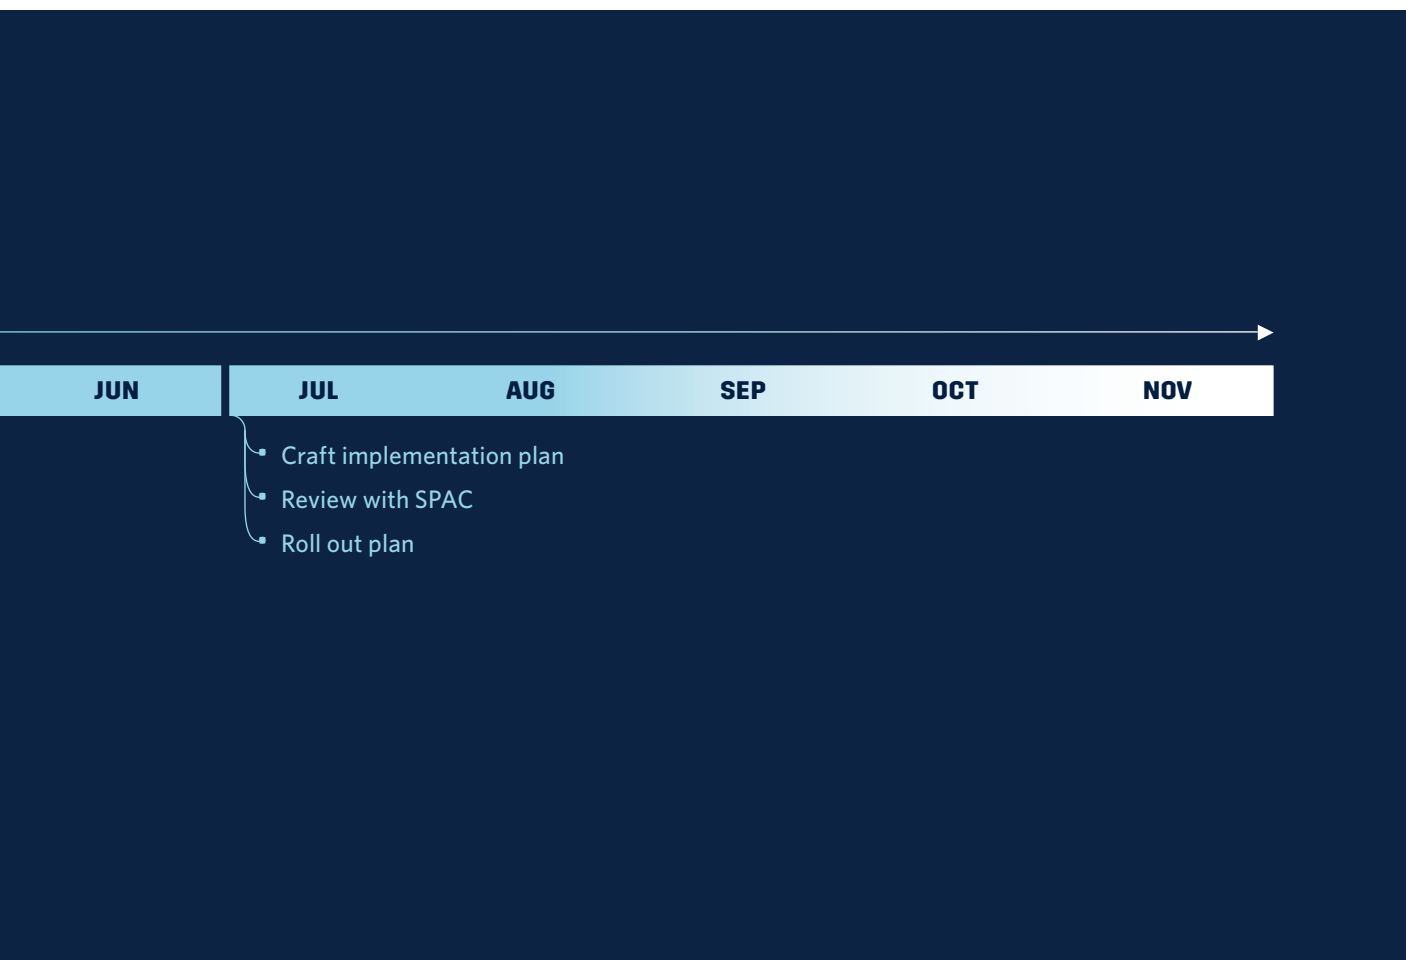 JUN JUL AUG SEP OCT NOV
Craft implementation plan
Review with SPAC
Roll out plan